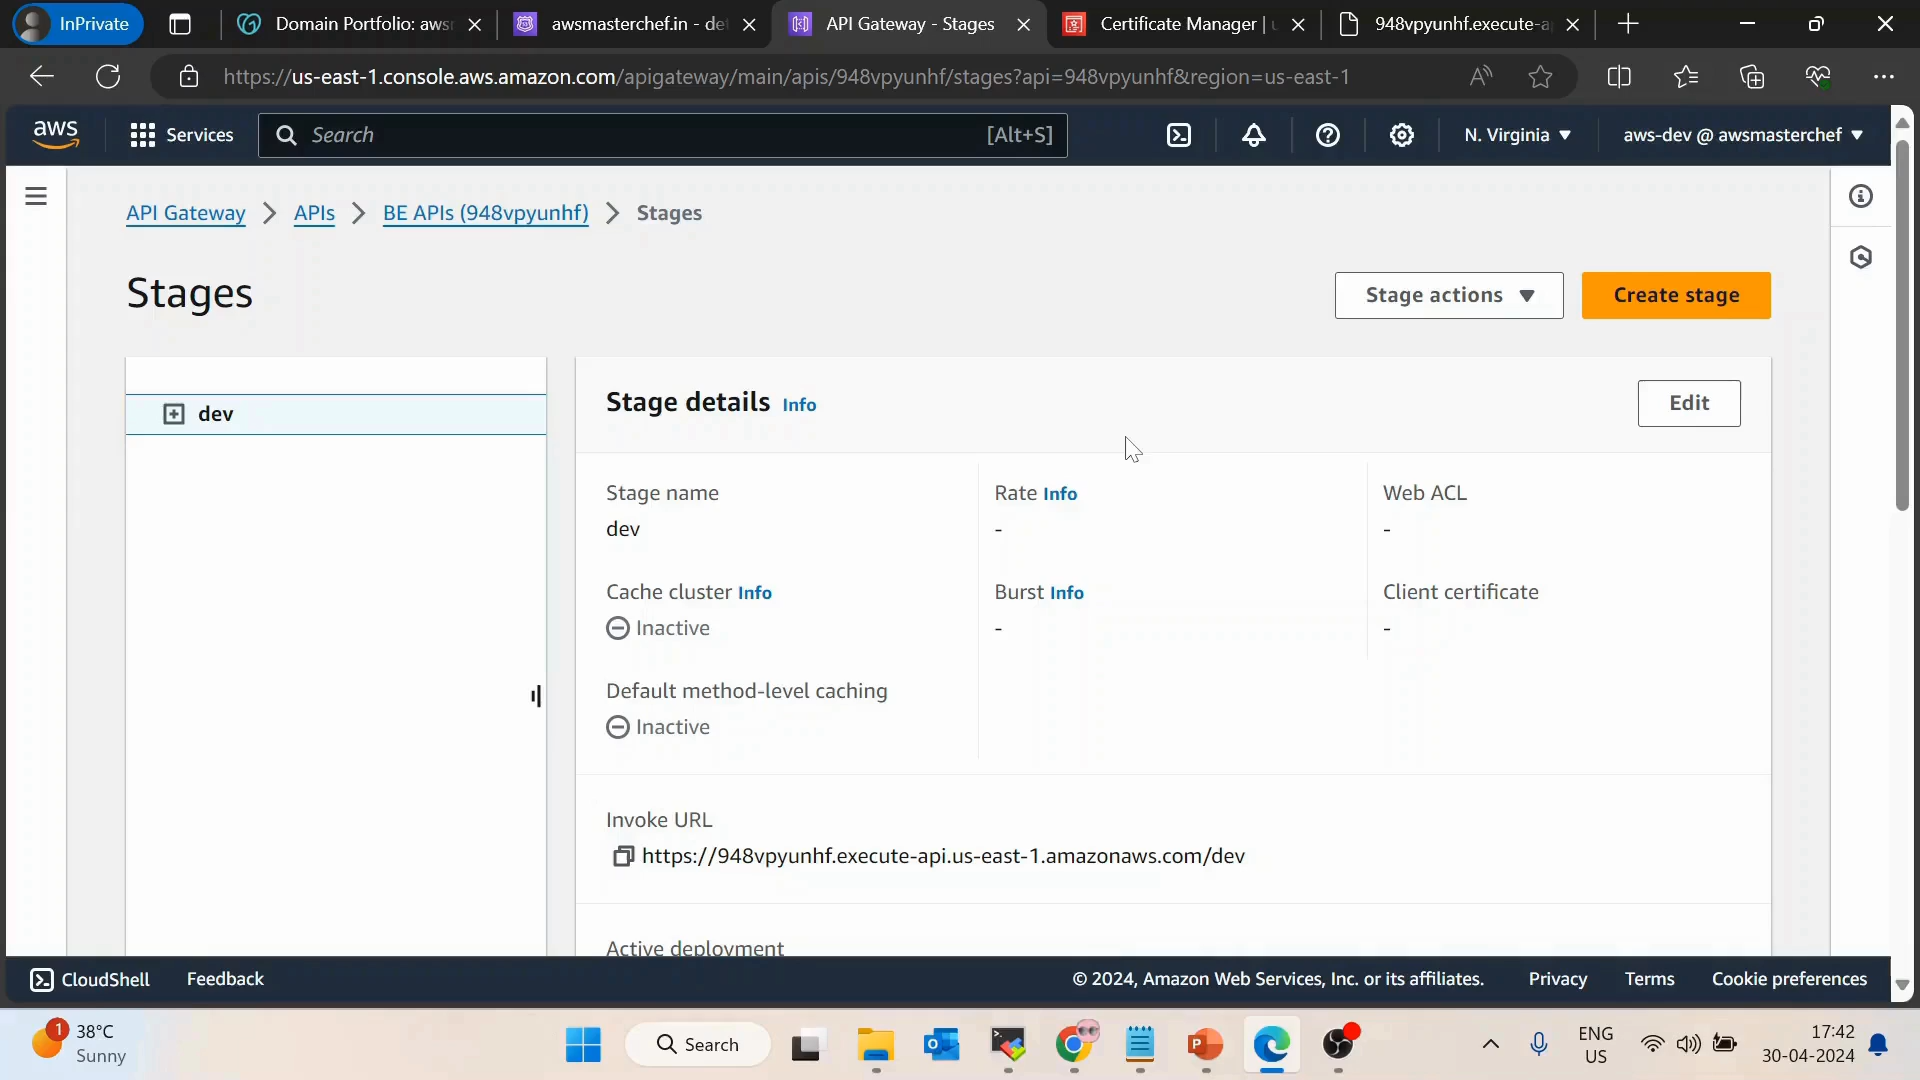 InPrivate
Domain Portfolio: aws
awsmasterchef.in - de
API Gateway - Stages
Certificate Manager |
948vpyunhf.execute-a
https://us-east-1.console.aws.amazon.com/apigateway/main/apis/948vpyunhf/stages?api=948vpyunhf&region=us-east-1
aws
Services
Search
[Alt+S]
N. Virginia
aws-dev @ awsmasterchef
API Gateway > APIs > BE APIs (948vpyunhf) > Stages
Stages
Stage actions
Create stage
dev
Stage details Info
Edit
Stage name
dev
Rate Info
-
Web ACL
-
Cache cluster Info
Inactive
Burst Info
-
Client certificate
-
Default method-level caching
Inactive
Invoke URL
https://948vpyunhf.execute-api.us-east-1.amazonaws.com/dev
Active deployment
CloudShell
Feedback
© 2024, Amazon Web Services, Inc. or its affiliates.
Privacy
Terms
Cookie preferences
1
38°C
Sunny
Search
ENG
US
17:42
30-04-2024